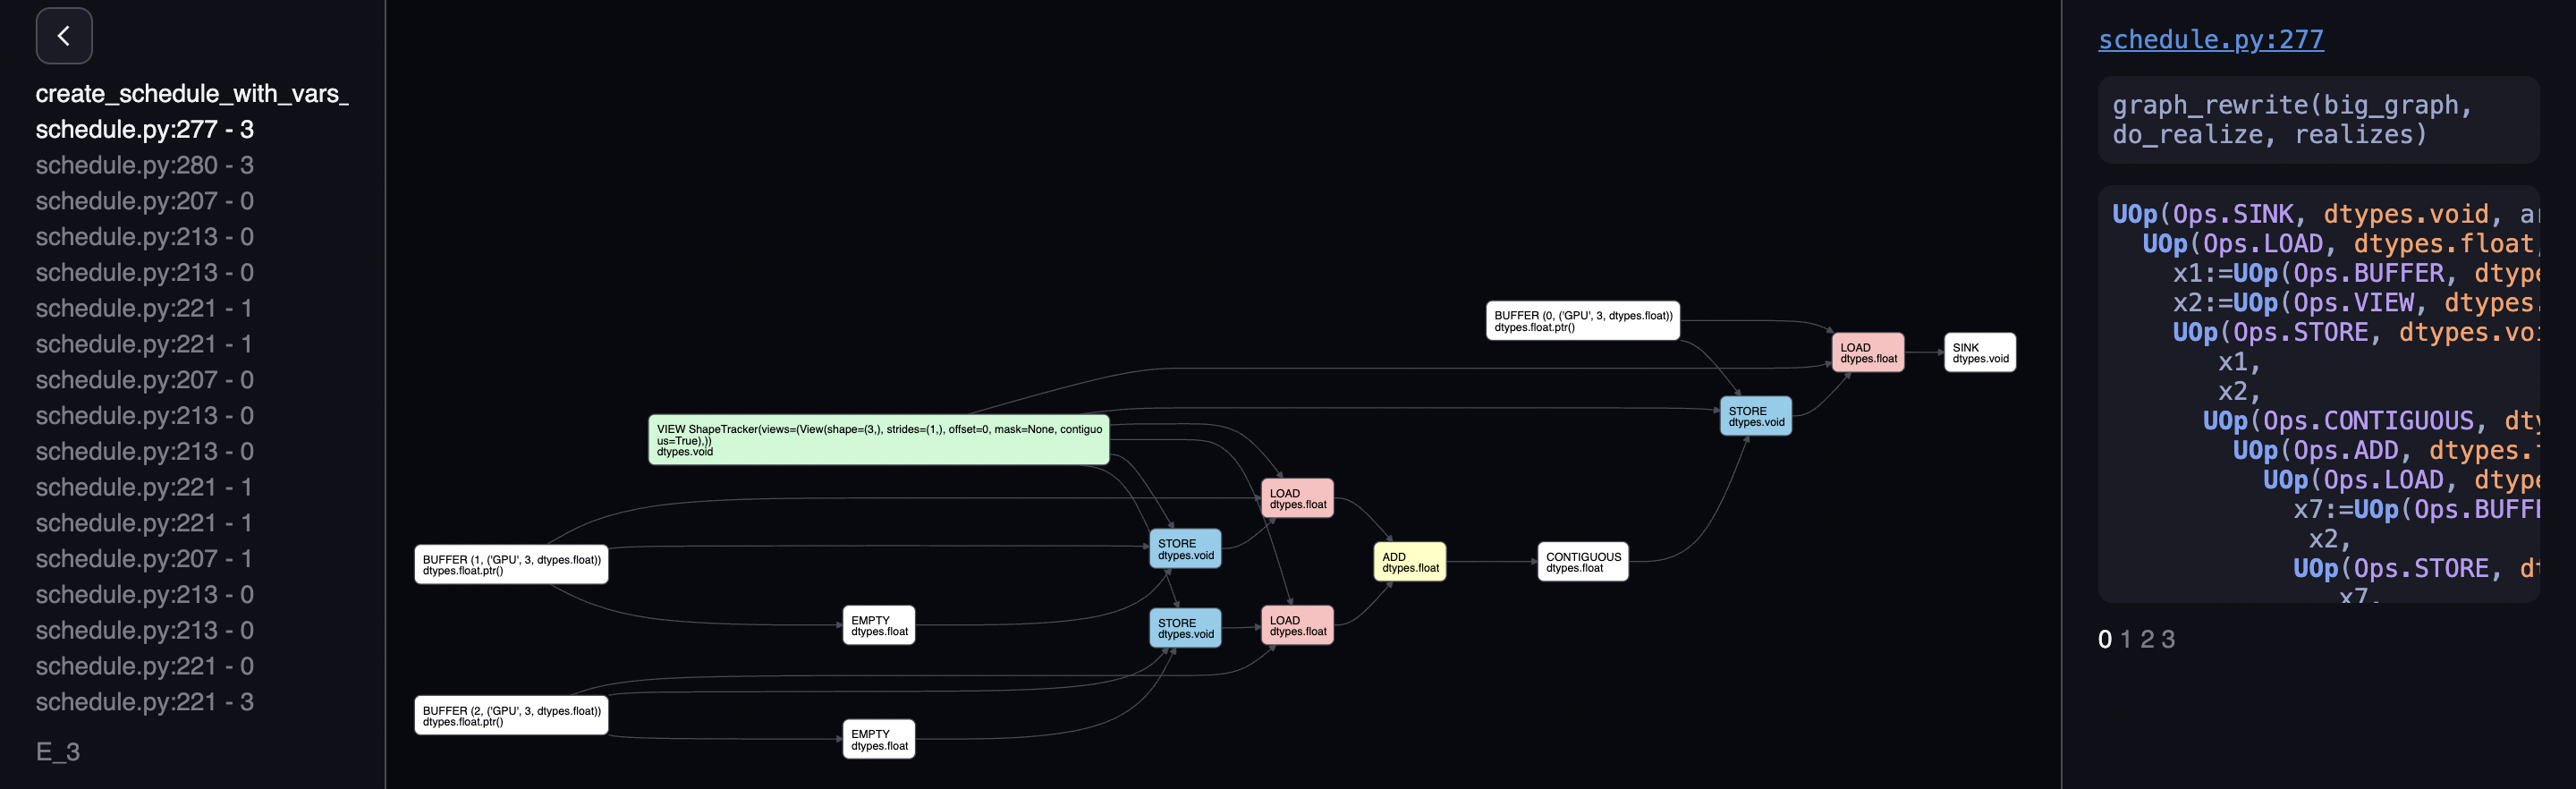 create_schedule_with_vars_
schedule.py:277 - 3
schedule.py:280 - 3
schedule.py:207 - 0
schedule.py:213 - 0
schedule.py:213 - 0
schedule.py:221 - 1
schedule.py:221 - 1
schedule.py:207 - 0
schedule.py:213 - 0
schedule.py:213 - 0
schedule.py:221 - 1
schedule.py:221 - 1
schedule.py:207 - 1
schedule.py:213 - 0
schedule.py:213 - 0
schedule.py:221 - 0
schedule.py:221 - 3
E_3
BUFFER (0, ('GPU', 3, dtypes.float))
dtypes.float.ptr()
LOAD
dtypes.float
SINK
dtypes.void
STORE
dtypes.void
VIEW ShapeTracker(views=(View(shape=(3,), strides=(1,), offset=0, mask=None, contiguo
us=True),))
dtypes.void
LOAD
dtypes.float
STORE
dtypes.void
BUFFER (1, ('GPU', 3, dtypes.float))
dtypes.float.ptr()
ADD
dtypes.float
CONTIGUOUS
dtypes.float
EMPTY
dtypes.float
STORE
dtypes.void
LOAD
dtypes.float
BUFFER (2, ('GPU', 3, dtypes.float))
dtypes.float.ptr()
EMPTY
dtypes.float
schedule.py:277
graph_rewrite(big_graph,
do_realize, realizes)
UOp(Ops.SINK, dtypes.void, ar
UOp(Ops.LOAD, dtypes.float,
x1:=UOp(Ops.BUFFER, dtype
x2:=UOp(Ops.VIEW, dtypes.
UOp(Ops.STORE, dtypes.voi
x1,
x2,
UOp(Ops.CONTIGUOUS, dty
UOp(Ops.ADD, dtypes.
UOp(Ops.LOAD, dtype
x7:=UOp(Ops.BUFFE
x2,
UOp(Ops.STORE, dt
x7,
0 1 2 3